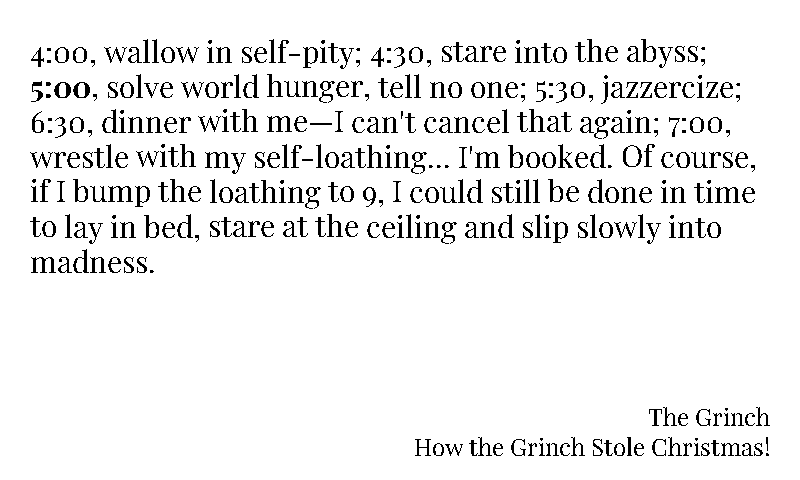 4:00, wallow in self-pity; 4:30, stare into the abyss;
5:00, solve world hunger, tell no one; 5:30, jazzercize;
6:30, dinner with me—I can't cancel that again; 7:00,
wrestle with my self-loathing... I'm booked. Of course,
if I bump the loathing to 9, I could still be done in time
to lay in bed, stare at the ceiling and slip slowly into
madness.
The Grinch
How the Grinch Stole Christmas!